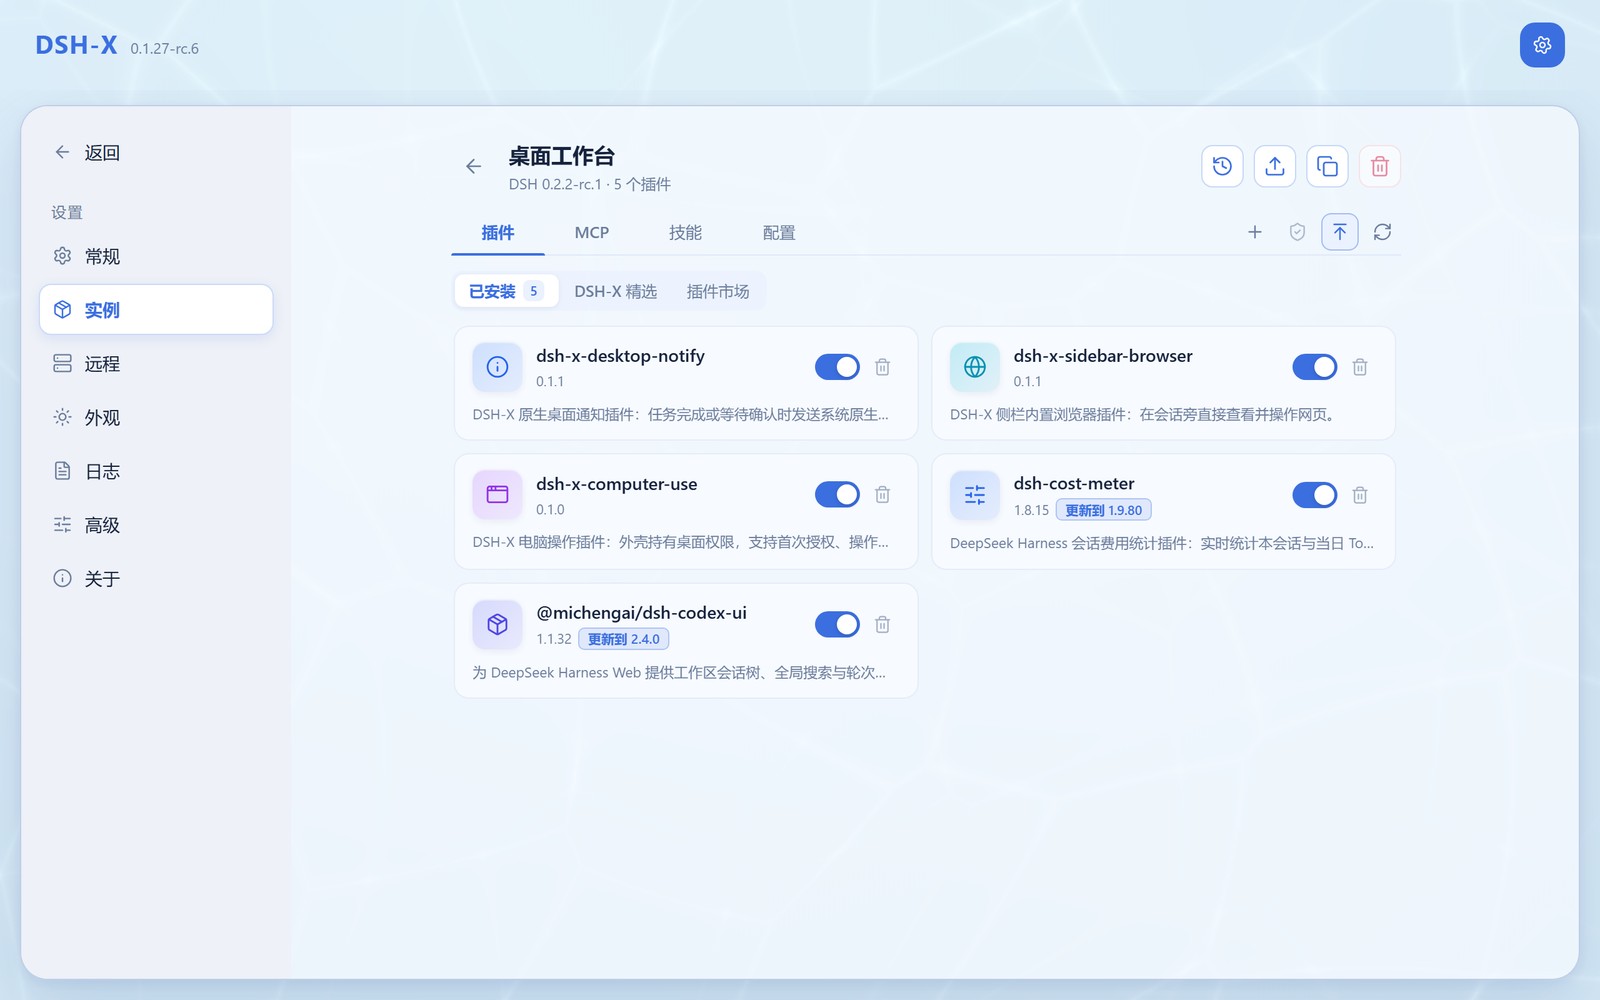 DSH-X 0.1.27-rc.6
返回
设置
常规
实例
远程
外观
日志
高级
关于
桌面工作台
DSH 0.2.2-rc.1 · 5 个插件
插件 MCP 技能 配置
已安装 5 DSH-X 精选 插件市场
dsh-x-desktop-notify
0.1.1
DSH-X 原生桌面通知插件：任务完成或等待确认时发送系统原生...
dsh-x-sidebar-browser
0.1.1
DSH-X 侧栏内置浏览器插件：在会话旁直接查看并操作网页。
dsh-x-computer-use
0.1.0
DSH-X 电脑操作插件：外壳持有桌面权限，支持首次授权、操作...
dsh-cost-meter
1.8.15 更新到 1.9.80
DeepSeek Harness 会话费用统计插件：实时统计本会话与当日 To...
@michengai/dsh-codex-ui
1.1.32 更新到 2.4.0
为 DeepSeek Harness Web 提供工作区会话树、全局搜索与轮次...